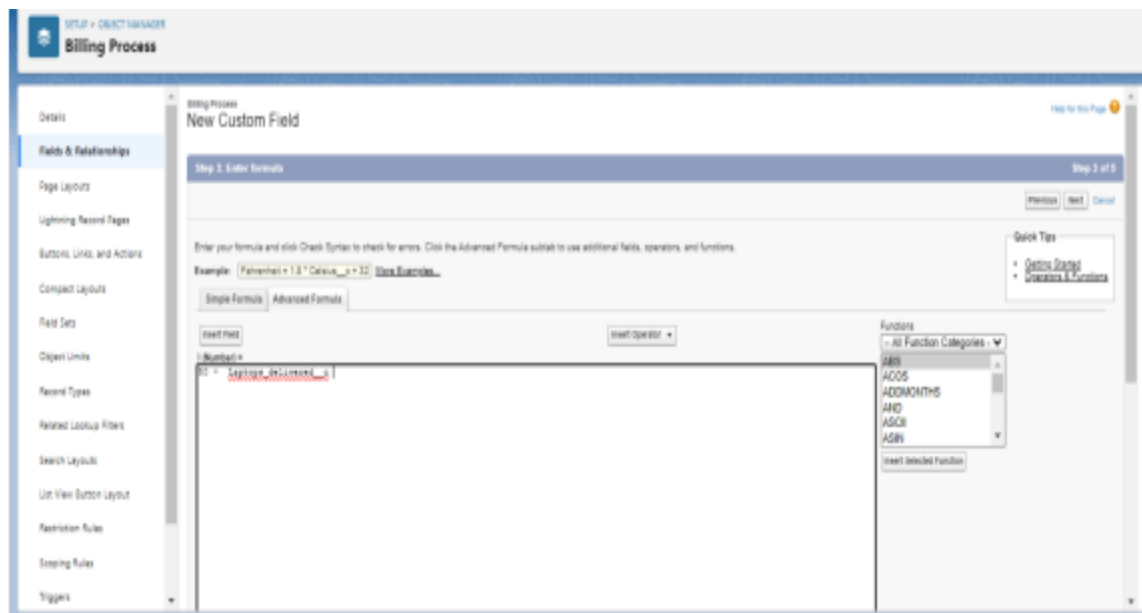 SETUP > OBJECT MANAGER
Billing Process
Details
Fields & Relationships
Page Layouts
Lightning Record Pages
Buttons, Links, and Actions
Compact Layouts
Field Sets
Object Limits
Record Types
Related Lookup Filters
Search Layouts
List View Button Layout
Restriction Rules
Scoping Rules
Triggers
Billing Process
New Custom Field
Help for this Page
Step 3. Enter formula
Step 3 of 5
Previous Next Cancel
Enter your formula and click Check Syntax to check for errors. Click the Advanced Formula subtab to use additional fields, operators, and functions.
Example: Fahrenheit = 1.8 * Celsius__c + 32 More Examples...
Quick Tips
Getting Started
Operators & Functions
Simple Formula Advanced Formula
Insert Field
Insert Operator
(Number) =
laptops_delivered__c
Functions
-- All Function Categories --
ABS
ACOS
ADDMONTHS
AND
ASCII
ASIN
Insert Selected Function